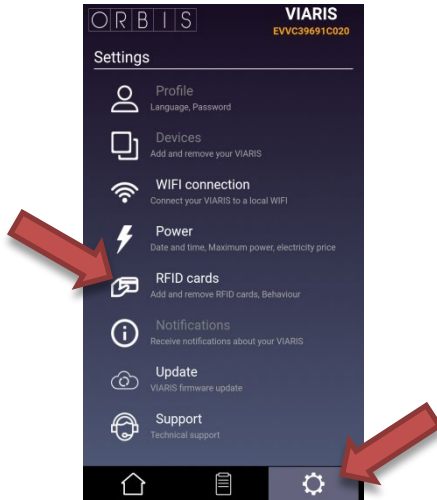 ORBIS
VIARIS
EVVC39691C020
Settings
Profile
Language, Password
Devices
Add and remove your VIARIS
WIFI connection
Connect your VIARIS to a local WIFI
Power
Date and time, Maximum power, electricity price
RFID cards
Add and remove RFID cards, Behaviour
Notifications
Receive notifications about your VIARIS
Update
VIARIS firmware update
Support
Technical support